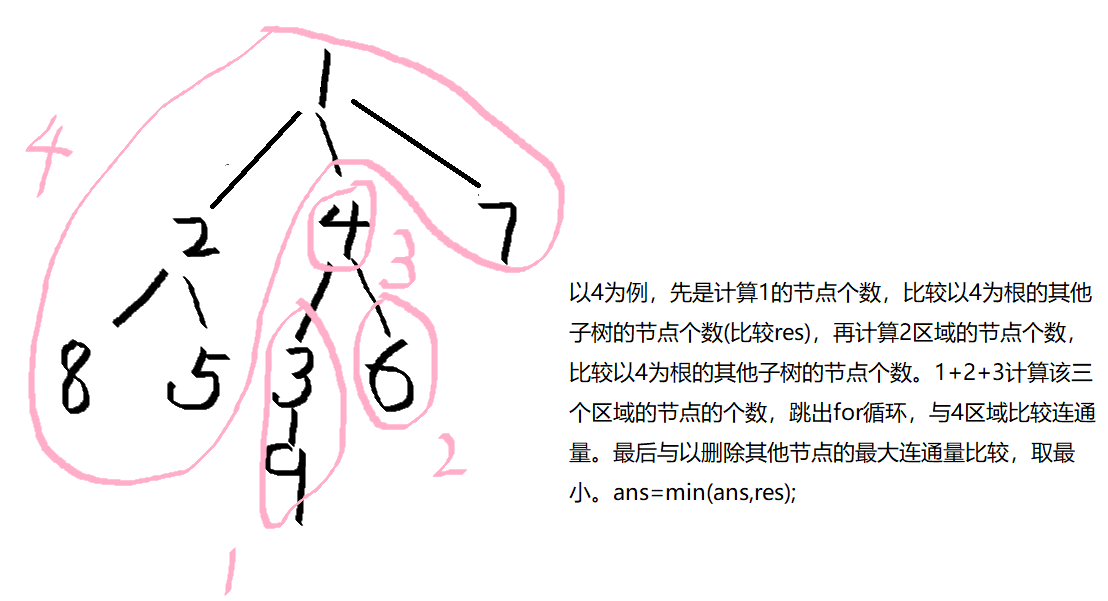 1
4
2
4
7
3
8
5
3
6
9
2
1
以4为例，先是计算1的节点个数，比较以4为根的其他
子树的节点个数(比较res)，再计算2区域的节点个数，
比较以4为根的其他子树的节点个数。1+2+3计算该三
个区域的节点的个数，跳出for循环，与4区域比较连通
量。最后与以删除其他节点的最大连通量比较，取最
小。ans=min(ans,res);